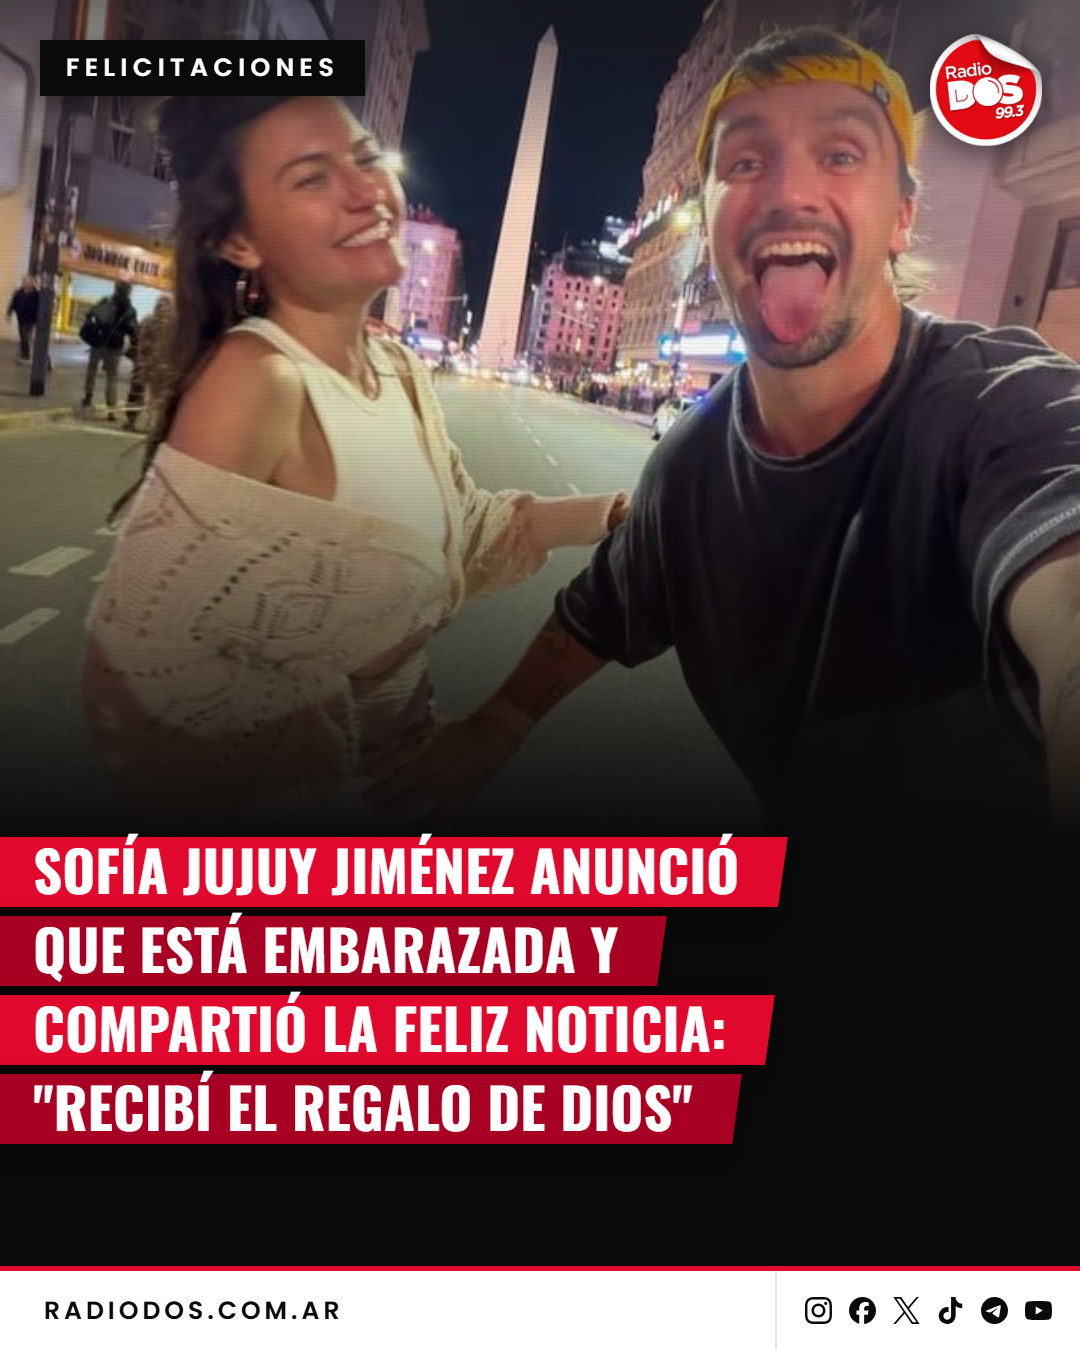 FELICITACIONES
Radio
DOS
99.3
SOFÍA JUJUY JIMÉNEZ ANUNCIÓ
QUE ESTÁ EMBARAZADA Y
COMPARTIÓ LA FELIZ NOTICIA:
"RECIBÍ EL REGALO DE DIOS"
RADIODOS.COM.AR